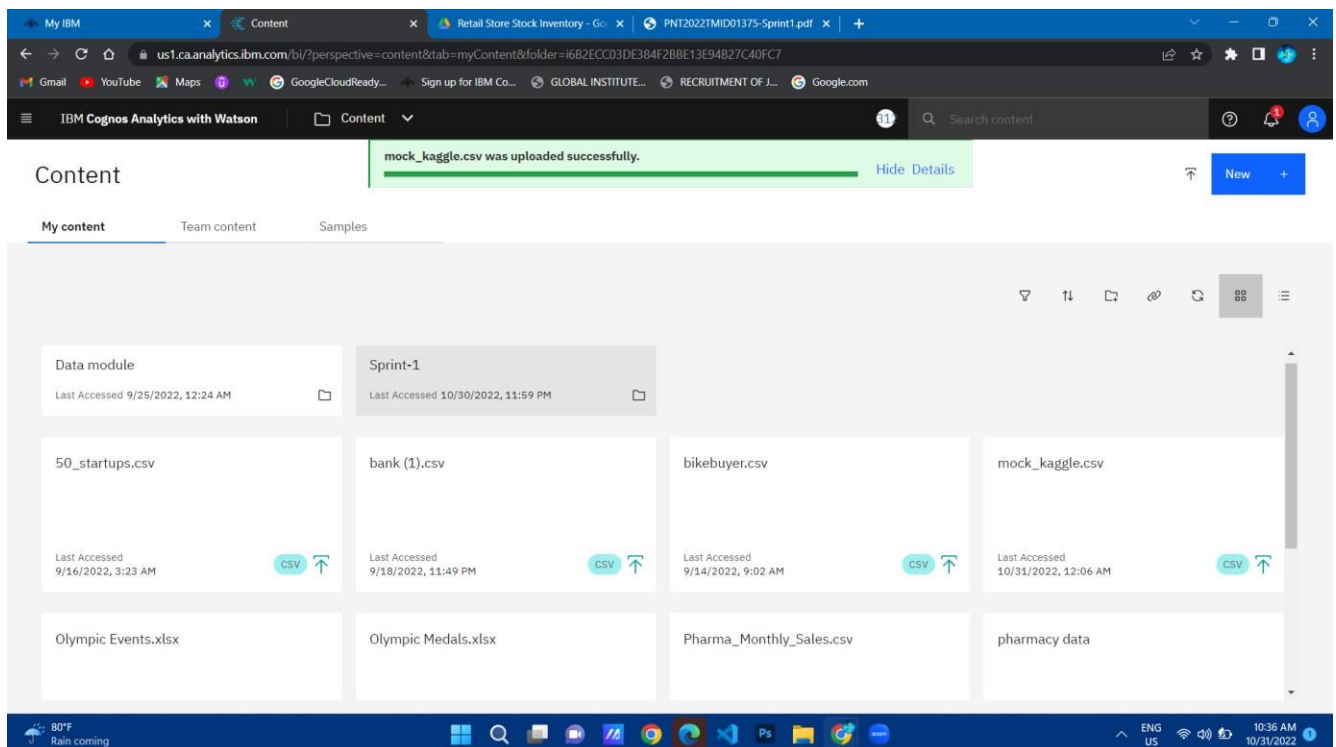 My IBM
Content
Retail Store Stock Inventory - Go
PNT2022TMID01375-Sprint1.pdf
us1.ca.analytics.ibm.com/bi/?perspective=content&tab=myContent&folder=i6B2ECC03DE384F2BBE13E94B27C40FC7
Gmail YouTube Maps GoogleCloudReady... Sign up for IBM Co... GLOBAL INSTITUTE... RECRUITMENT OF J... Google.com
IBM Cognos Analytics with Watson Content Search content
mock_kaggle.csv was uploaded successfully.
Hide Details
Content
New +
My content Team content Samples
Data module Sprint-1
Last Accessed 9/25/2022, 12:24 AM Last Accessed 10/30/2022, 11:59 PM
50_startups.csv bank (1).csv bikebuyer.csv mock_kaggle.csv
Last Accessed Last Accessed Last Accessed Last Accessed
9/16/2022, 3:23 AM CSV 9/18/2022, 11:49 PM CSV 9/14/2022, 9:02 AM CSV 10/31/2022, 12:06 AM CSV
Olympic Events.xlsx Olympic Medals.xlsx Pharma_Monthly_Sales.csv pharmacy data
80°F
Rain coming
Ps
zoom
ENG
US
10:36 AM
10/31/2022
1